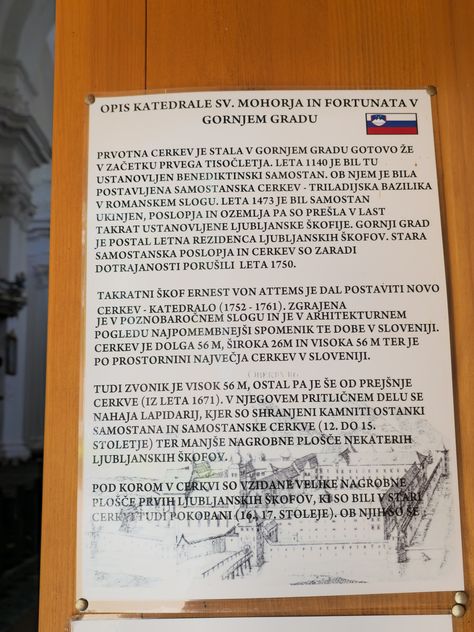 OPIS KATEDRALE SV. MOHORJA IN FORTUNATA V
GORNJEM GRADU
PRVOTNA CERKEV JE STALA V GORNJEM GRADU GOTOVO ŽE
V ZAČETKU PRVEGA TISOČLETJA. LETA 1140 JE BIL TU
USTANOVLJEN BENEDIKTINSKI SAMOSTAN. OB NJEM JE BILA
POSTAVLJENA SAMOSTANSKA CERKEV - TRILADIJSKA BAZILIKA
V ROMANSKEM SLOGU. LETA 1473 JE BIL SAMOSTAN
UKINJEN, POSLOPJA IN OZEMLJA PA SO PREŠLA V LAST
TAKRAT USTANOVLJENE LJUBLJANSKE ŠKOFIJE. GORNJI GRAD
JE POSTAL LETNA REZIDENCA LJUBLJANSKIH ŠKOFOV. STARA
SAMOSTANSKA POSLOPJA IN CERKEV SO ZARADI
DOTRAJANOSTI PORUŠILI LETA 1750.
TAKRATNI ŠKOF ERNEST VON ATTEMS JE DAL POSTAVITI NOVO
CERKEV - KATEDRALO (1752 - 1761). ZGRAJENA
JE V POZNOBAROČNEM SLOGU IN JE V ARHITEKTURNEM
POGLEDU NAJPOMEMBNEJŠI SPOMENIK TE DOBE V SLOVENIJI.
CERKEV JE DOLGA 56 M, ŠIROKA 26M IN VISOKA 56 M TER JE
PO PROSTORNINI NAJVEČJA CERKEV V SLOVENIJI.
TUDI ZVONIK JE VISOK 56 M, OSTAL PA JE ŠE OD PREJŠNJE
CERKVE (IZ LETA 1671). V NJEGOVEM PRITLIČNEM DELU SE
NAHAJA LAPIDARIJ, KJER SO SHRANJENI KAMNITI OSTANKI
SAMOSTANA IN SAMOSTANSKE CERKVE (12. DO 15.
STOLETJE) TER MANJŠE NAGROBNE PLOŠČE NEKATERIH
LJUBLJANSKIH ŠKOFOV.
POD KOROM V CERKVI SO VZIDANE VELIKE NAGROBNE
PLOŠČE PRVIH LJUBLJANSKIH ŠKOFOV, KI SO BILI V STARI
CERKVI TUDI POKOPANI (16., 17. STOLEJE). OB NJIH SO ŠE :